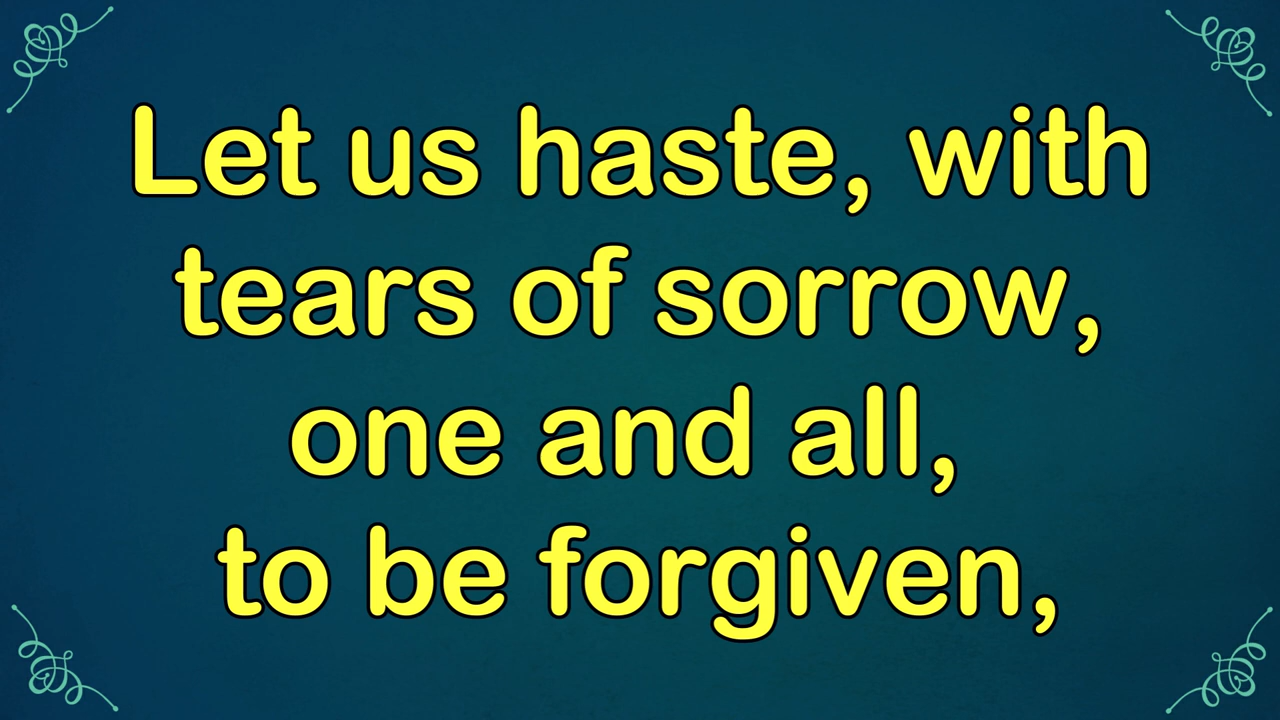 Let us haste, with
tears of sorrow,
one and all,
to be forgiven,